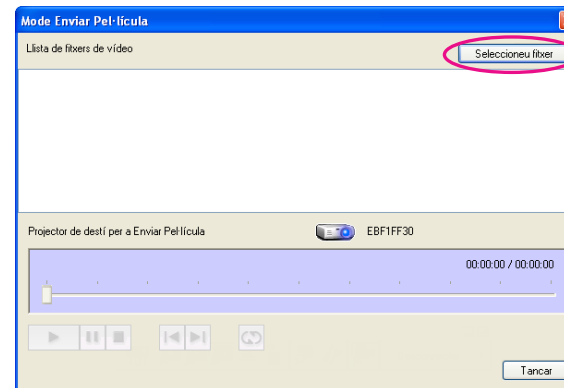 Mode Enviar Pel·lícula
Llista de fitxers de vídeo
Seleccioneu fitxer
Projector de destí per a Enviar Pel·lícula
EBF1FF30
00:00:00 / 00:00:00
Tancar